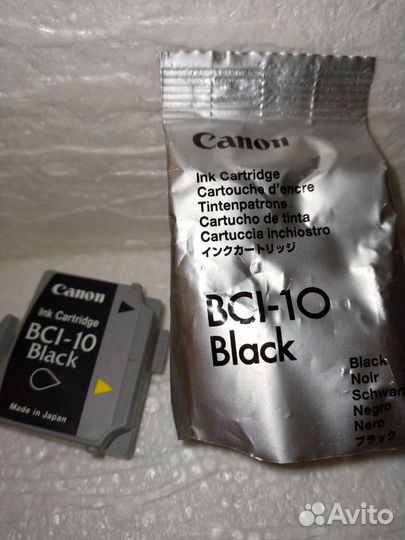 Canon
Ink Cartridge
BCI-10
Black
Made in Japan
Canon
Ink Cartridge
Cartouche d'encre
Tintenpatrone
Cartucho de tinta
Cartuccia inchiostro
インクカートリッジ
BCI-10
Black
Black
Noir
Schwarz
Negro
Nero
ブラック
Avito